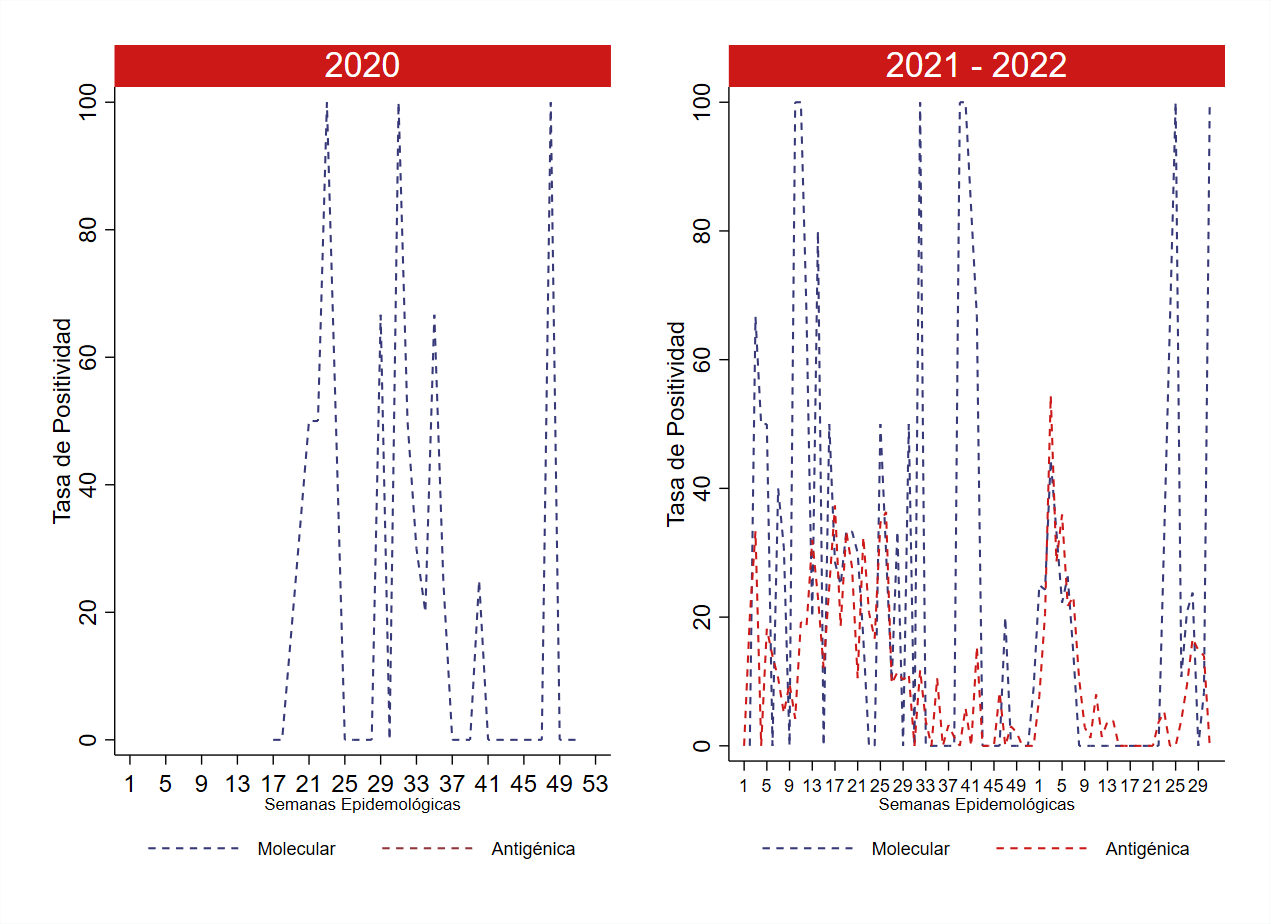 2020
Tasa de Positividad
100
80
60
40
20
0
1 5 9 13 17 21 25 29 33 37 41 45 49 53
Semanas Epidemológicas
Molecular Antigénica
2021 - 2022
Tasa de Positividad
100
80
60
40
20
0
1 5 9 13 17 21 25 29 33 37 41 45 49 1 5 9 13 17 21 25 29
Semanas Epidemológicas
Molecular Antigénica